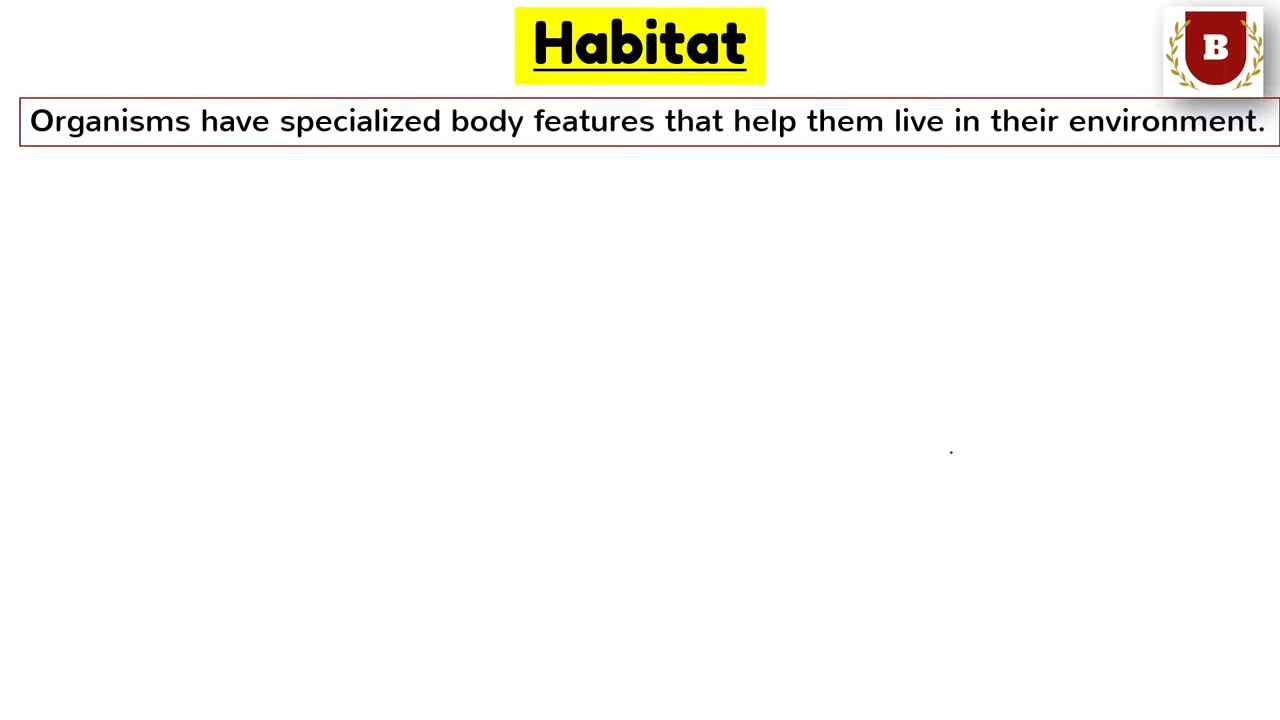 Habitat
B
Organisms have specialized body features that help them live in their environment.